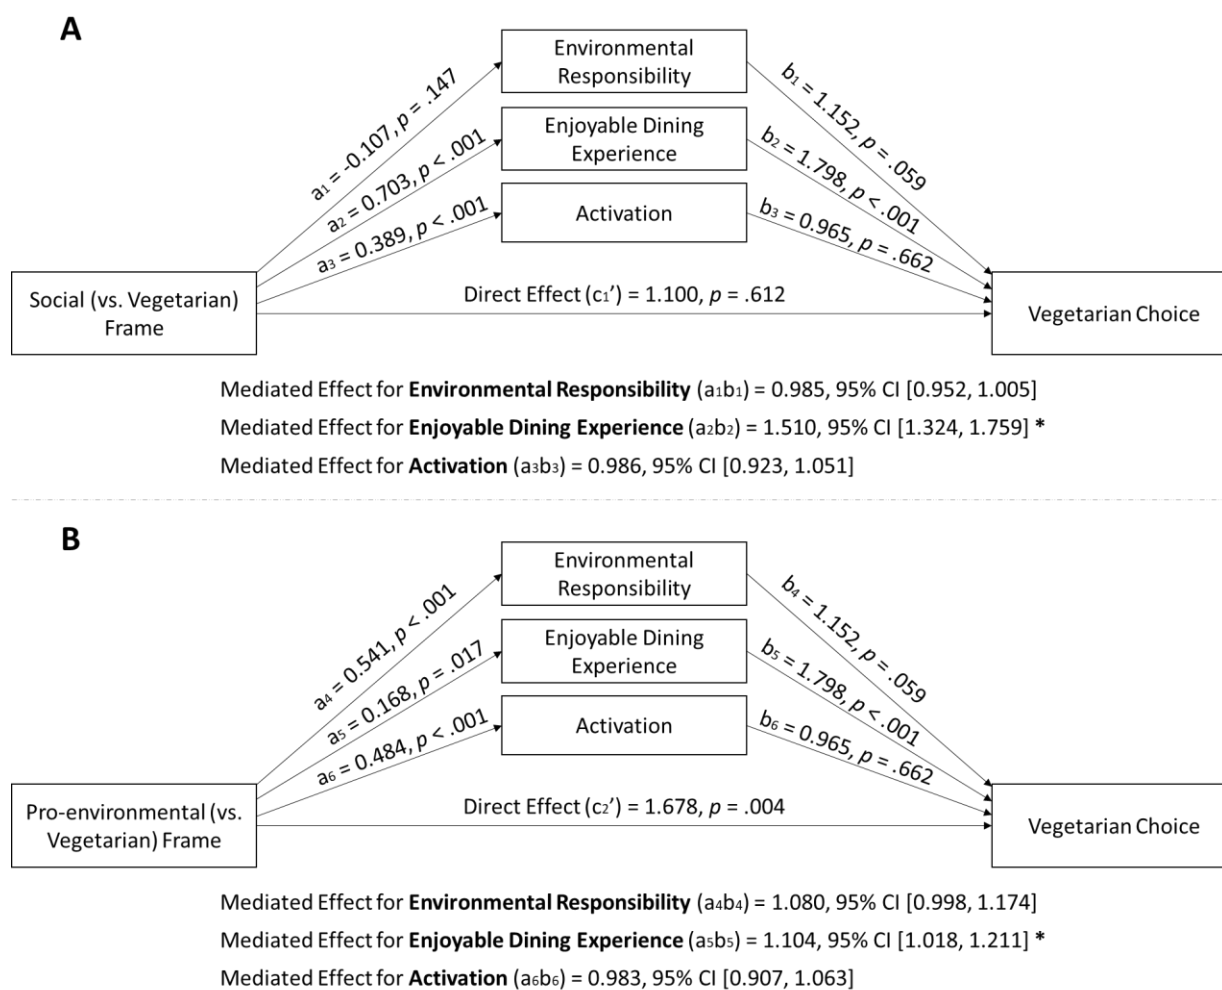 A
Environmental
Responsibility
Enjoyable Dining
Experience
Activation
a₁ = -0.107, p = .147
a₂ = 0.703, p < .001
a₃ = 0.389, p < .001
b₁ = 1.152, p = .059
b₂ = 1.798, p < .001
b₃ = 0.965, p = .662
Social (vs. Vegetarian)
Frame
Direct Effect (c₁’) = 1.100, p = .612
Vegetarian Choice
Mediated Effect for Environmental Responsibility (a₁b₁) = 0.985, 95% CI [0.952, 1.005]
Mediated Effect for Enjoyable Dining Experience (a₂b₂) = 1.510, 95% CI [1.324, 1.759] *
Mediated Effect for Activation (a₃b₃) = 0.986, 95% CI [0.923, 1.051]
B
Environmental
Responsibility
Enjoyable Dining
Experience
Activation
a₄ = 0.541, p < .001
a₅ = 0.168, p = .017
a₆ = 0.484, p < .001
b₄ = 1.152, p = .059
b₅ = 1.798, p < .001
b₆ = 0.965, p = .662
Pro-environmental (vs.
Vegetarian) Frame
Direct Effect (c₂’) = 1.678, p = .004
Vegetarian Choice
Mediated Effect for Environmental Responsibility (a₄b₄) = 1.080, 95% CI [0.998, 1.174]
Mediated Effect for Enjoyable Dining Experience (a₅b₅) = 1.104, 95% CI [1.018, 1.211] *
Mediated Effect for Activation (a₆b₆) = 0.983, 95% CI [0.907, 1.063]